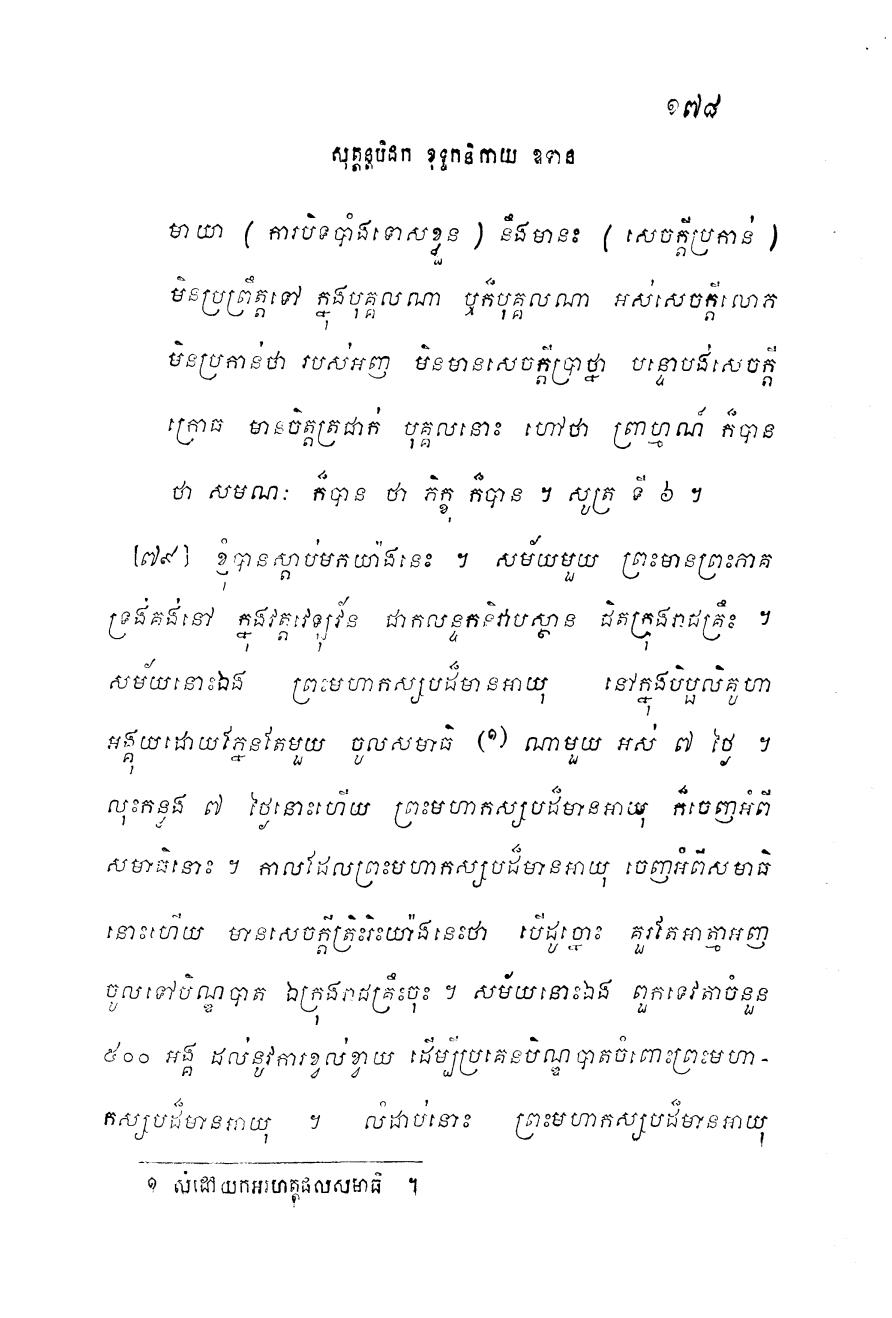 ១៧៨
សុត្តន្តបិដក ខុទ្ទកនិកាយ ឧទាន
មាយា ( ការបិទបាំងទោសខ្លួន ) នឹងមានះ ( សេចក្តីប្រកាន់ )
មិនប្រព្រឹត្តទៅ ក្នុងបុគ្គលណា ឬក៏បុគ្គលណា អស់សេចក្តីលោភ
មិនប្រកាន់ថា របស់អញ មិនមានសេចក្តីប្រាថ្នា បន្ទោបង់សេចក្តី
ក្រោធ មានចិត្តត្រជាក់ បុគ្គលនោះ ហៅថា ព្រាហ្មណ៍ ក៏បាន
ថា សមណៈ ក៏បាន ថា ភិក្ខុ ក៏បាន ។ សូត្រ ទី ៦ ។
[៧៩] ខ្ញុំបានស្តាប់មកយ៉ាងនេះ ។ សម័យមួយ ព្រះមានព្រះភាគ
ទ្រង់គង់នៅ ក្នុងវត្តវេឡុវ័ន ជាកលន្ទកនិវាបស្ថាន ជិតក្រុងរាជគ្រឹះ ។
សម័យនោះឯង ព្រះមហាកស្សបដ៏មានអាយុ នៅក្នុងបិប្ផលិគូហា
អង្គុយដោយភ្នែនតែមួយ ចូលសមាធិ (១) ណាមួយ អស់ ៧ ថ្ងៃ ។
លុះកន្លង ៧ ថ្ងៃនោះហើយ ព្រះមហាកស្សបដ៏មានអាយុ ក៏ចេញអំពី
សមាធិនោះ ។ កាលដែលព្រះមហាកស្សបដ៏មានអាយុ ចេញអំពីសមាធិ
នោះហើយ មានសេចក្តីត្រិះរិះយ៉ាងនេះថា បើដូច្នោះ គួរតែអាត្មាអញ
ចូលទៅបិណ្ឌបាត ឯក្រុងរាជគ្រឹះចុះ ។ សម័យនោះឯង ពួកទេវតាចំនួន
៥០០ អង្គ ដល់នូវការខ្វល់ខ្វាយ ដើម្បីប្រគេនបិណ្ឌបាតចំពោះព្រះមហា-
កស្សបដ៏មានអាយុ ។ លំដាប់នោះ ព្រះមហាកស្សបដ៏មានអាយុ
១ សំដៅយកអរហត្តផលសមាធិ ។